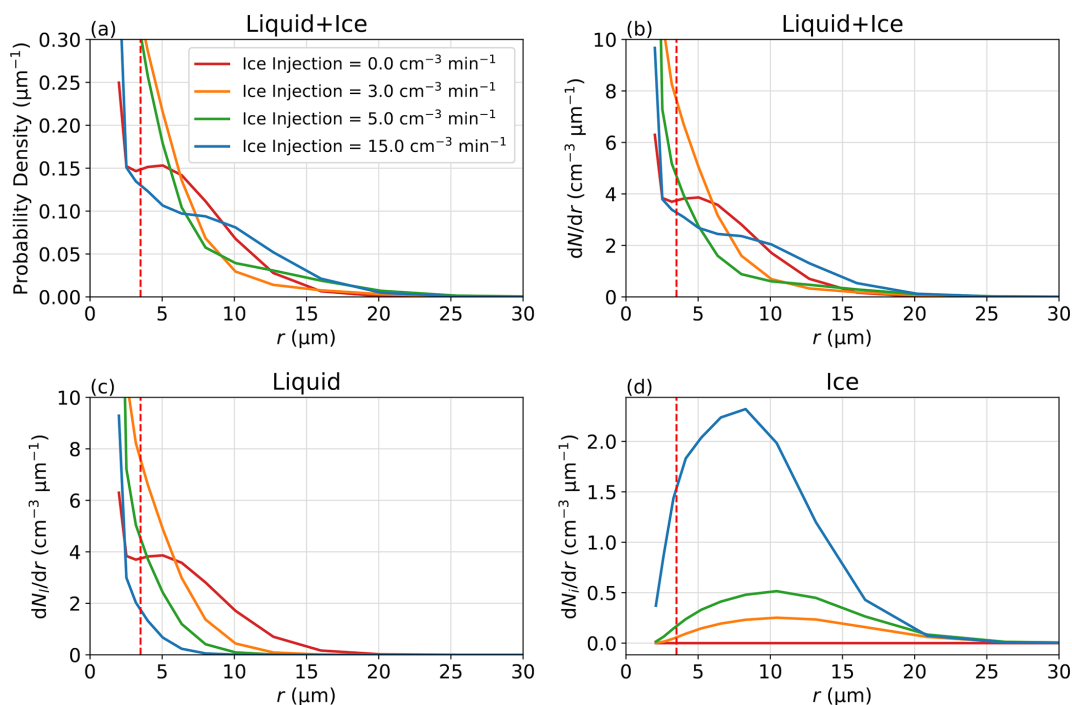 (a)
Liquid+Ice
0.30
0.25
0.20
0.15
0.10
0.05
0.00
Probability Density (μm⁻¹)
Ice Injection = 0.0 cm⁻³ min⁻¹
Ice Injection = 3.0 cm⁻³ min⁻¹
Ice Injection = 5.0 cm⁻³ min⁻¹
Ice Injection = 15.0 cm⁻³ min⁻¹
0 5 10 15 20 25 30
r (μm)
(b)
Liquid+Ice
10
8
6
4
2
0
dN/dr (cm⁻³ μm⁻¹)
0 5 10 15 20 25 30
r (μm)
(c)
Liquid
10
8
6
4
2
0
dNₗ/dr (cm⁻³ μm⁻¹)
0 5 10 15 20 25 30
r (μm)
(d)
Ice
2.0
1.5
1.0
0.5
0.0
dNᵢ/dr (cm⁻³ μm⁻¹)
0 5 10 15 20 25 30
r (μm)